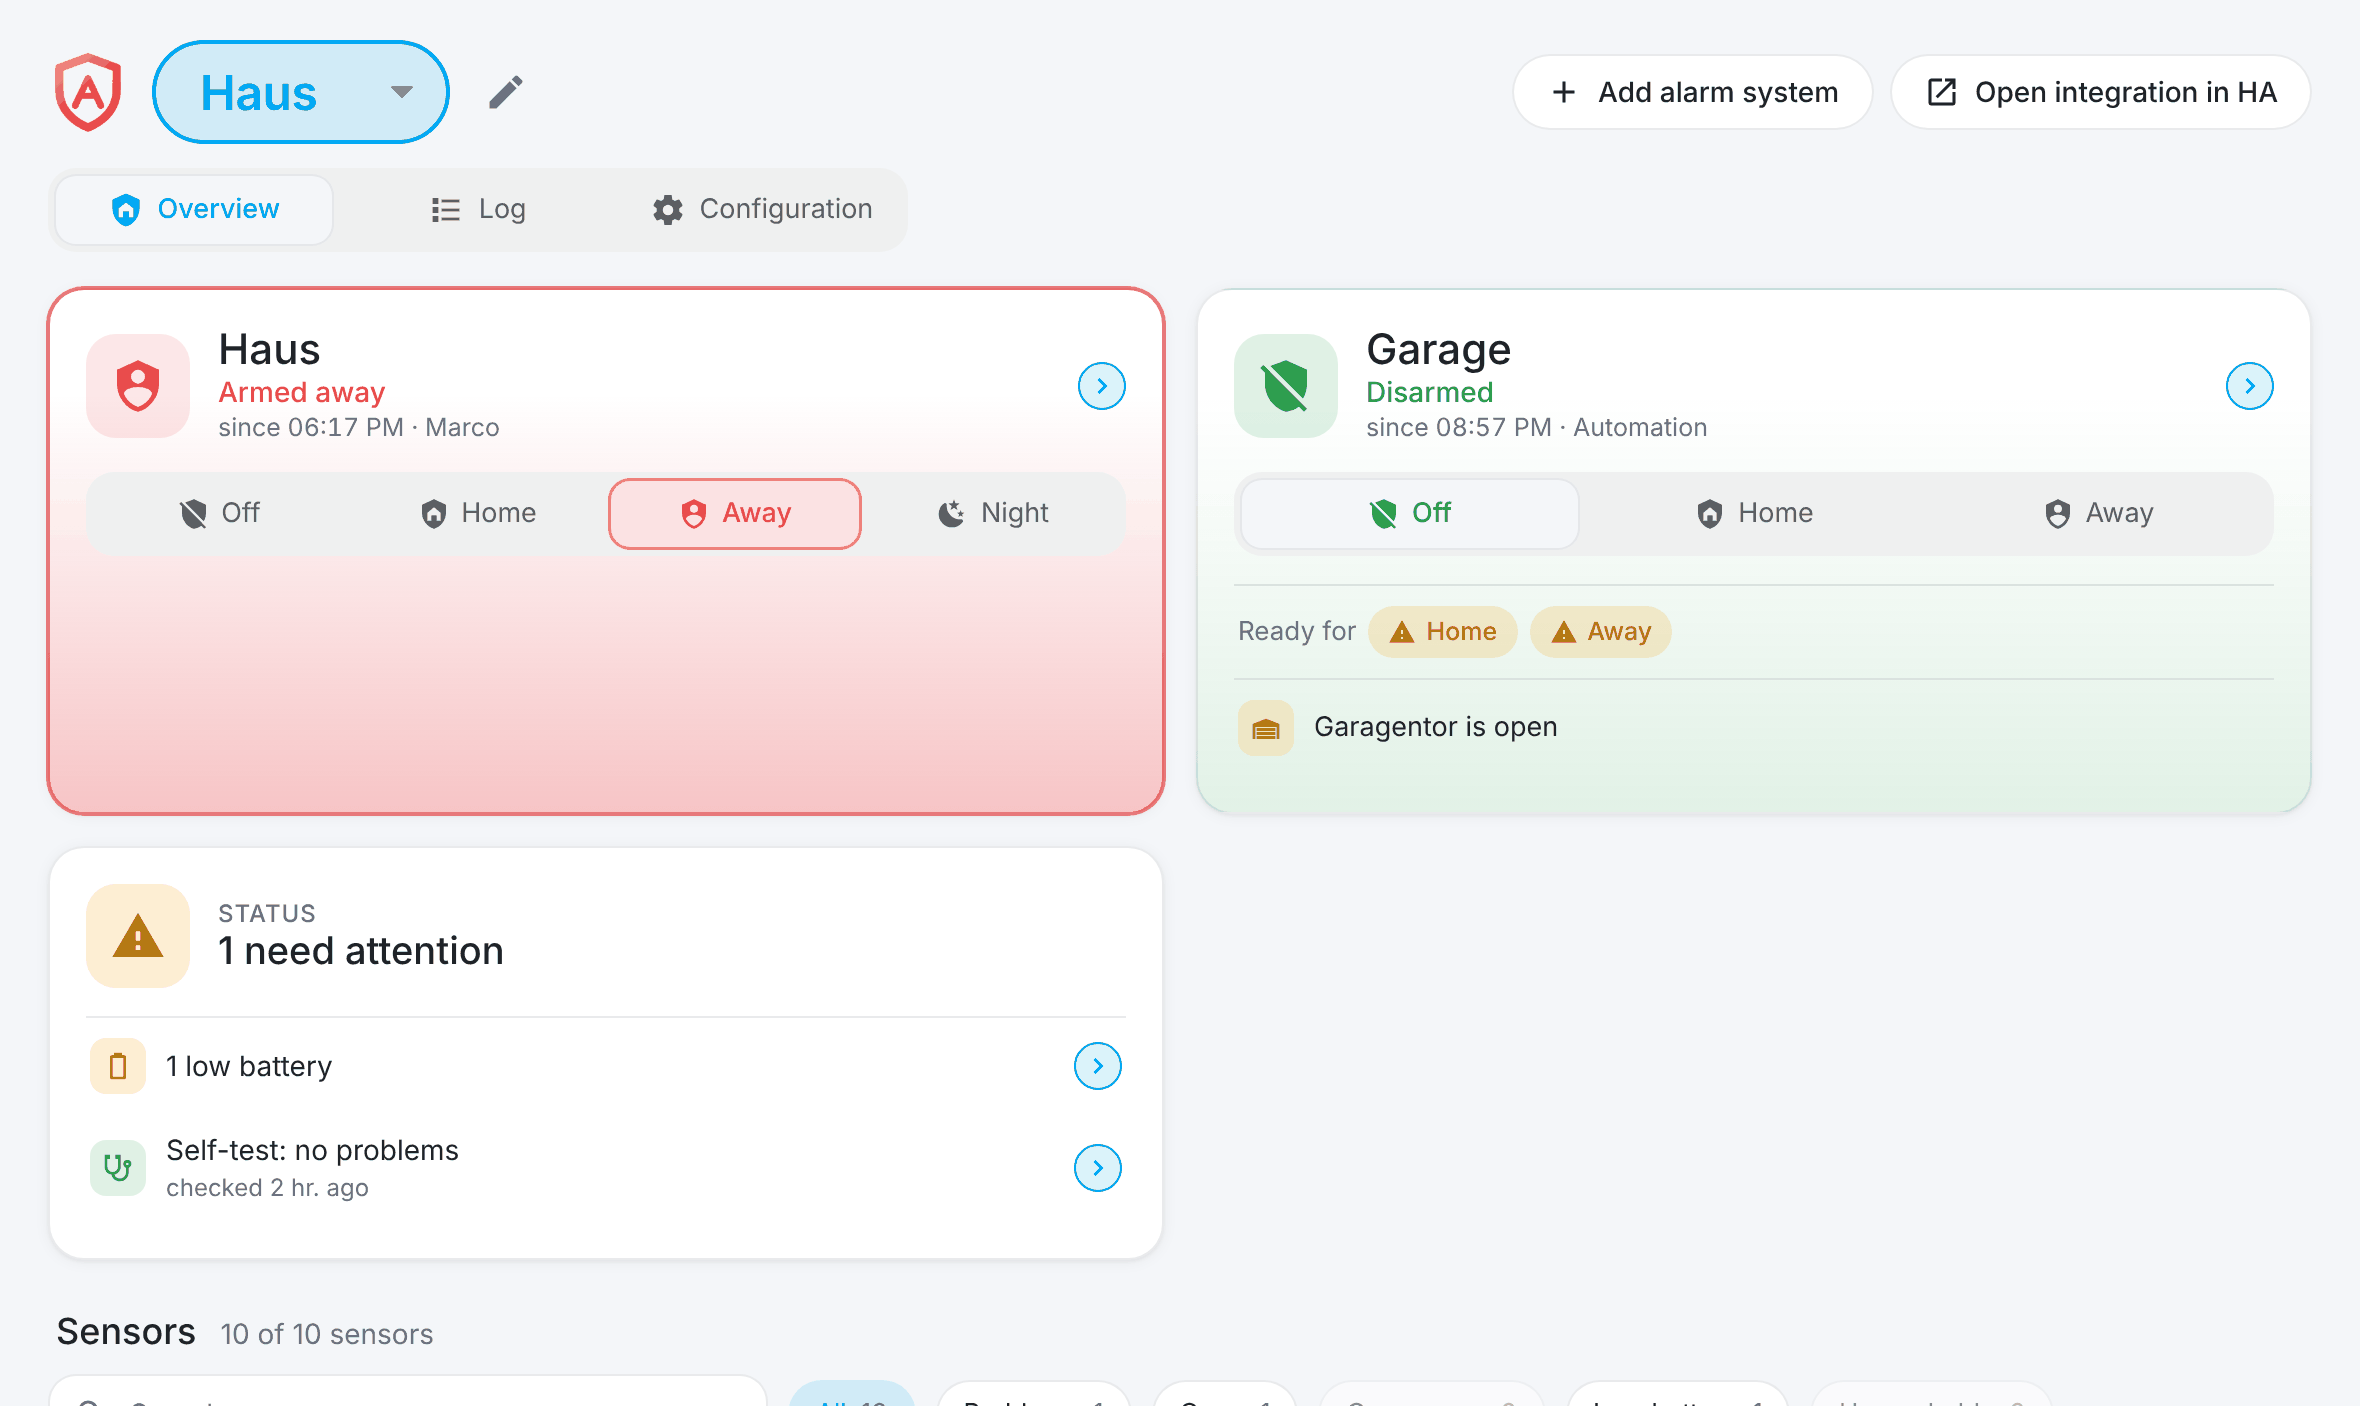 Haus
Add alarm system
Open integration in HA
Overview
Log
Configuration
Haus
Armed away
since 06:17 PM · Marco
Off
Home
Away
Night
Garage
Disarmed
since 08:57 PM · Automation
Off
Home
Away
Ready for
Home
Away
Garagentor is open
STATUS
1 need attention
1 low battery
Self-test: no problems
checked 2 hr. ago
Sensors
10 of 10 sensors